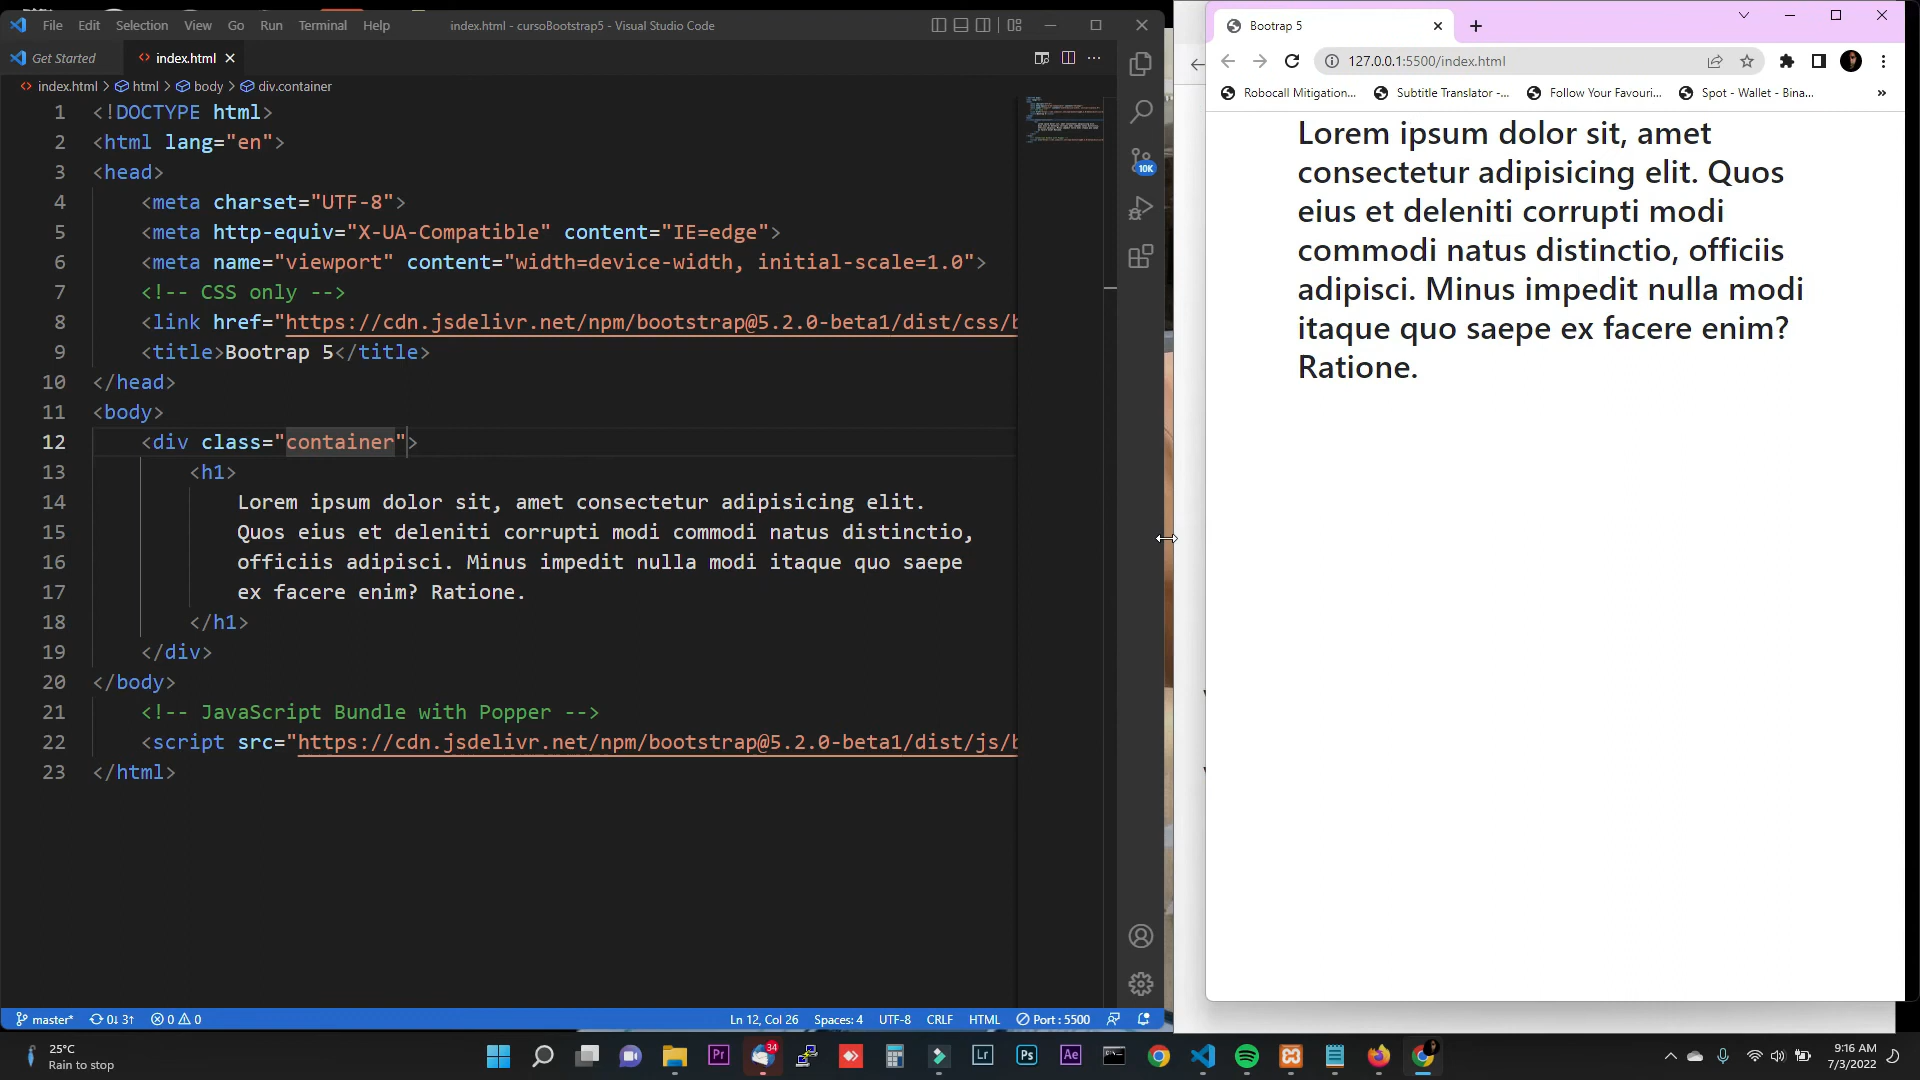 File Edit Selection View Go Run Terminal Help
index.html - cursoBootstrap5 - Visual Studio Code
Get Started
index.html
index.html > html > body > div.container
1 <!DOCTYPE html>
2 <html lang="en">
3 <head>
4 <meta charset="UTF-8">
5 <meta http-equiv="X-UA-Compatible" content="IE=edge">
6 <meta name="viewport" content="width=device-width, initial-scale=1.0">
7 <!-- CSS only -->
8 <link href="https://cdn.jsdelivr.net/npm/bootstrap@5.2.0-beta1/dist/css/b
9 <title>Bootrap 5</title>
10 </head>
11 <body>
12 <div class="container">
13 <h1>
14 Lorem ipsum dolor sit, amet consectetur adipisicing elit.
15 Quos eius et deleniti corrupti modi commodi natus distinctio,
16 officiis adipisci. Minus impedit nulla modi itaque quo saepe
17 ex facere enim? Ratione.
18 </h1>
19 </div>
20 </body>
21 <!-- JavaScript Bundle with Popper -->
22 <script src="https://cdn.jsdelivr.net/npm/bootstrap@5.2.0-beta1/dist/js/b
23 </html>
10K
master* 0↓ 3↑ 0 0
Ln 12, Col 26 Spaces: 4 UTF-8 CRLF HTML Port : 5500
Bootrap 5
127.0.0.1:5500/index.html
Robocall Mitigation... Subtitle Translator -... Follow Your Favouri... Spot - Wallet - Bina... »
Lorem ipsum dolor sit, amet
consectetur adipisicing elit. Quos
eius et deleniti corrupti modi
commodi natus distinctio, officiis
adipisci. Minus impedit nulla modi
itaque quo saepe ex facere enim?
Ratione.
25°C
Rain to stop
Pr
34
Lr
Ps
Ae
9:16 AM
7/3/2022